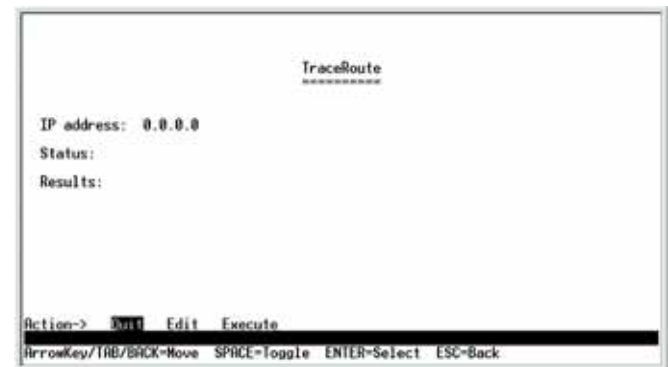 TraceRoute
==========
IP address: 0.0.0.0
Status:
Results:
Action-> Quit Edit Execute
ArrowKey/TAB/BACK=Move SPACE=Toggle ENTER=Select ESC=Back